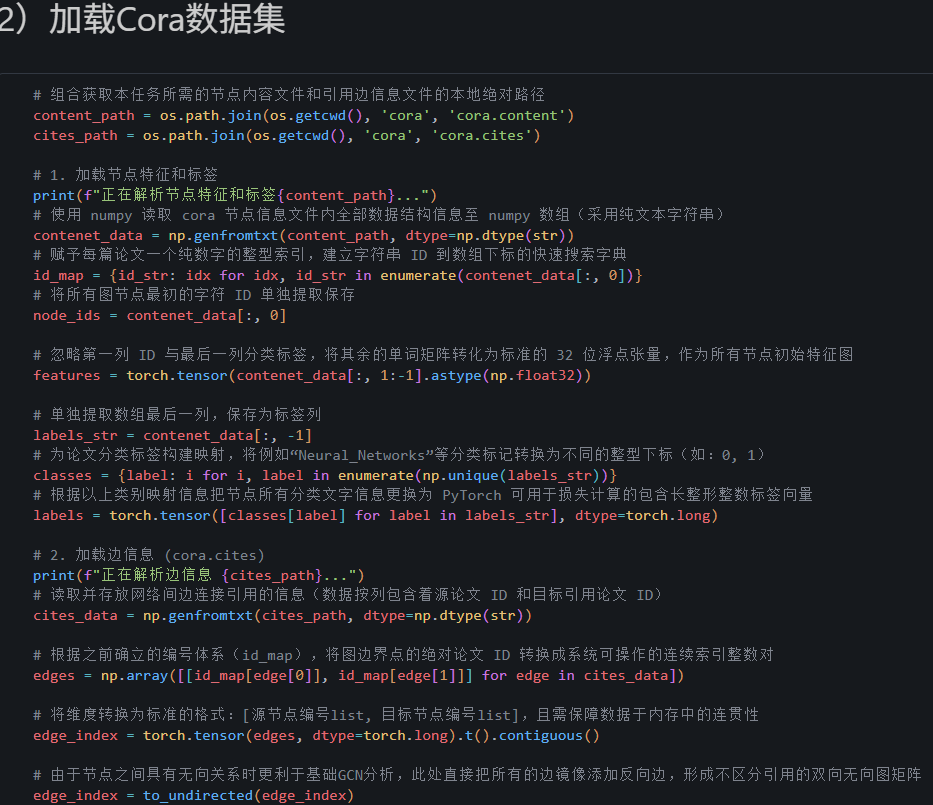 2）加载Cora数据集
# 组合获取本任务所需的节点内容文件和引用边信息文件的本地绝对路径
content_path = os.path.join(os.getcwd(), 'cora', 'cora.content')
cites_path = os.path.join(os.getcwd(), 'cora', 'cora.cites')
# 1. 加载节点特征和标签
print(f"正在解析节点特征和标签{content_path}...")
# 使用 numpy 读取 cora 节点信息文件内全部数据结构信息至 numpy 数组（采用纯文本字符串）
contenet_data = np.genfromtxt(content_path, dtype=np.dtype(str))
# 赋予每篇论文一个纯数字的整型索引，建立字符串 ID 到数组下标的快速搜索字典
id_map = {id_str: idx for idx, id_str in enumerate(contenet_data[:, 0])}
# 将所有图节点最初的字符 ID 单独提取保存
node_ids = contenet_data[:, 0]
# 忽略第一列 ID 与最后一列分类标签，将其余的单词矩阵转化为标准的 32 位浮点张量，作为所有节点初始特征图
features = torch.tensor(contenet_data[:, 1:-1].astype(np.float32))
# 单独提取数组最后一列，保存为标签列
labels_str = contenet_data[:, -1]
# 为论文分类标签构建映射，将例如“Neural_Networks”等分类标记转换为不同的整型下标（如：0, 1）
classes = {label: i for i, label in enumerate(np.unique(labels_str))}
# 根据以上类别映射信息把节点所有分类文字信息更换为 PyTorch 可用于损失计算的包含长整形整数标签向量
labels = torch.tensor([classes[label] for label in labels_str], dtype=torch.long)
# 2. 加载边信息 (cora.cites)
print(f"正在解析边信息 {cites_path}...")
# 读取并存放网络间边连接引用的信息（数据按列包含着源论文 ID 和目标引用论文 ID）
cites_data = np.genfromtxt(cites_path, dtype=np.dtype(str))
# 根据之前确立的编号体系（id_map），将图边界点的绝对论文 ID 转换成系统可操作的连续索引整数对
edges = np.array([[id_map[edge[0]], id_map[edge[1]]] for edge in cites_data])
# 将维度转换为标准的格式：[源节点编号list, 目标节点编号list]，且需保障数据于内存中的连贯性
edge_index = torch.tensor(edges, dtype=torch.long).t().contiguous()
# 由于节点之间具有无向关系时更利于基础GCN分析，此处直接把所有的边镜像添加反向边，形成不区分引用的双向无向图矩阵
edge_index = to_undirected(edge_index)